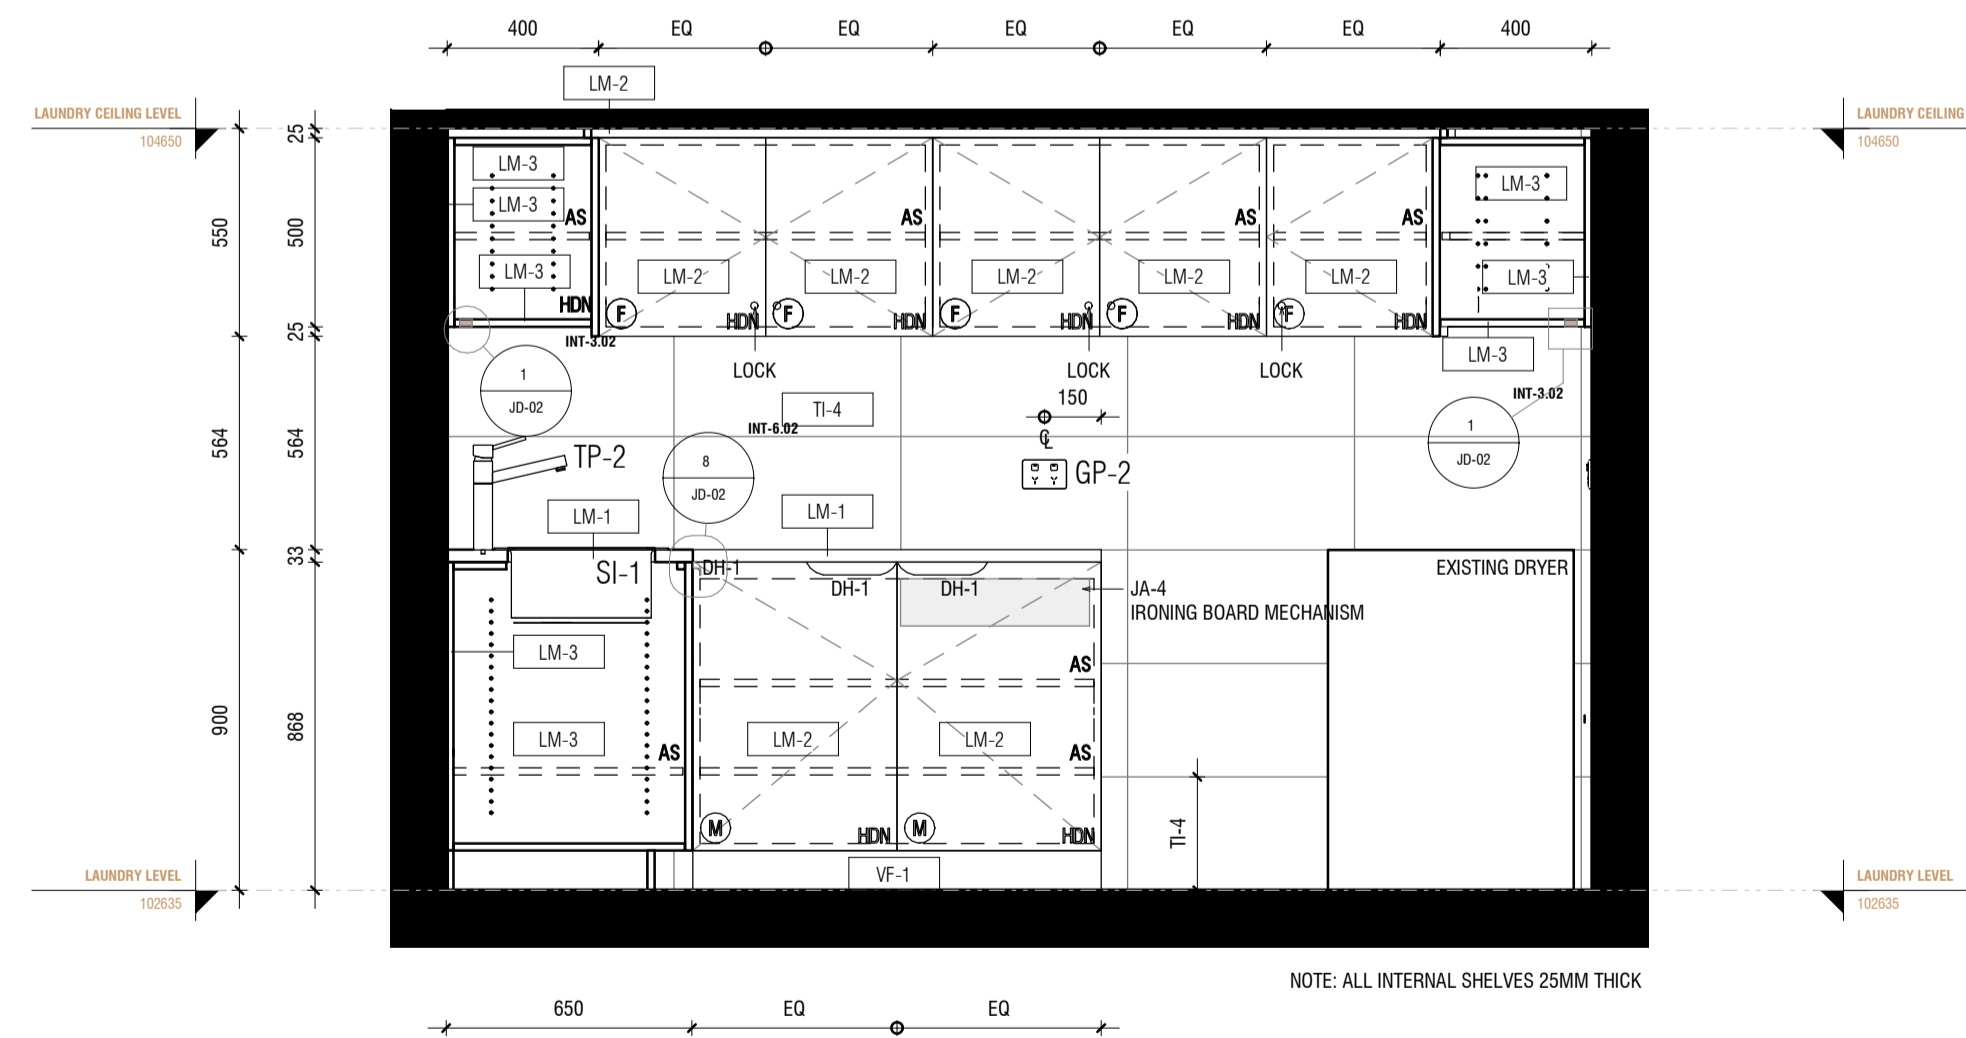 400 EQ EQ EQ EQ EQ 400
LM-2
LAUNDRY CEILING LEVEL
104650
LAUNDRY CEILING
104650
25
550
500
25
564
564
33
900
868
LM-3
LM-3
AS
LM-3
HDN
LM-2
LM-2
AS
LM-2
LM-2
AS
LM-2
AS
LM-3
LM-3
F
HDN
F
HDN
F
HDN
F
HDN
F
HDN
INT-3.02
LOCK
LOCK
LOCK
LM-3
1
JD-02
TI-4
150
INT-3.02
1
JD-02
INT-6.02
8
JD-02
TP-2
GP-2
LM-1
LM-1
SI-1
DH-1
DH-1
DH-1
JA-4
IRONING BOARD MECHANISM
EXISTING DRYER
LM-3
AS
LM-3
AS
LM-2
LM-2
AS
M
HDN
M
HDN
TI-4
VF-1
LAUNDRY LEVEL
102635
LAUNDRY LEVEL
102635
NOTE: ALL INTERNAL SHELVES 25MM THICK
650 EQ EQ